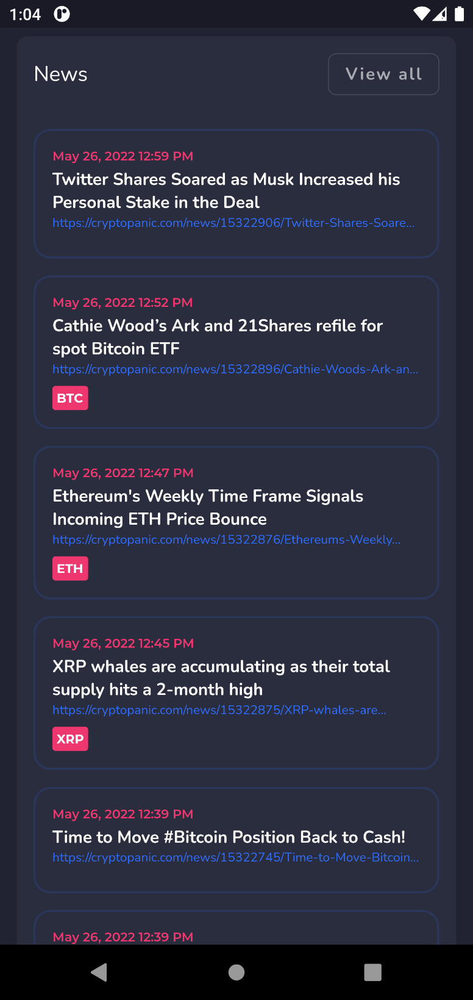 1:04
News
View all
May 26, 2022 12:59 PM
Twitter Shares Soared as Musk Increased his
Personal Stake in the Deal
https://cryptopanic.com/news/15322906/Twitter-Shares-Soare...
May 26, 2022 12:52 PM
Cathie Wood’s Ark and 21Shares refile for
spot Bitcoin ETF
https://cryptopanic.com/news/15322896/Cathie-Woods-Ark-an...
BTC
May 26, 2022 12:47 PM
Ethereum's Weekly Time Frame Signals
Incoming ETH Price Bounce
https://cryptopanic.com/news/15322876/Ethereums-Weekly...
ETH
May 26, 2022 12:45 PM
XRP whales are accumulating as their total
supply hits a 2-month high
https://cryptopanic.com/news/15322875/XRP-whales-are...
XRP
May 26, 2022 12:39 PM
Time to Move #Bitcoin Position Back to Cash!
https://cryptopanic.com/news/15322745/Time-to-Move-Bitcoin...
May 26, 2022 12:39 PM